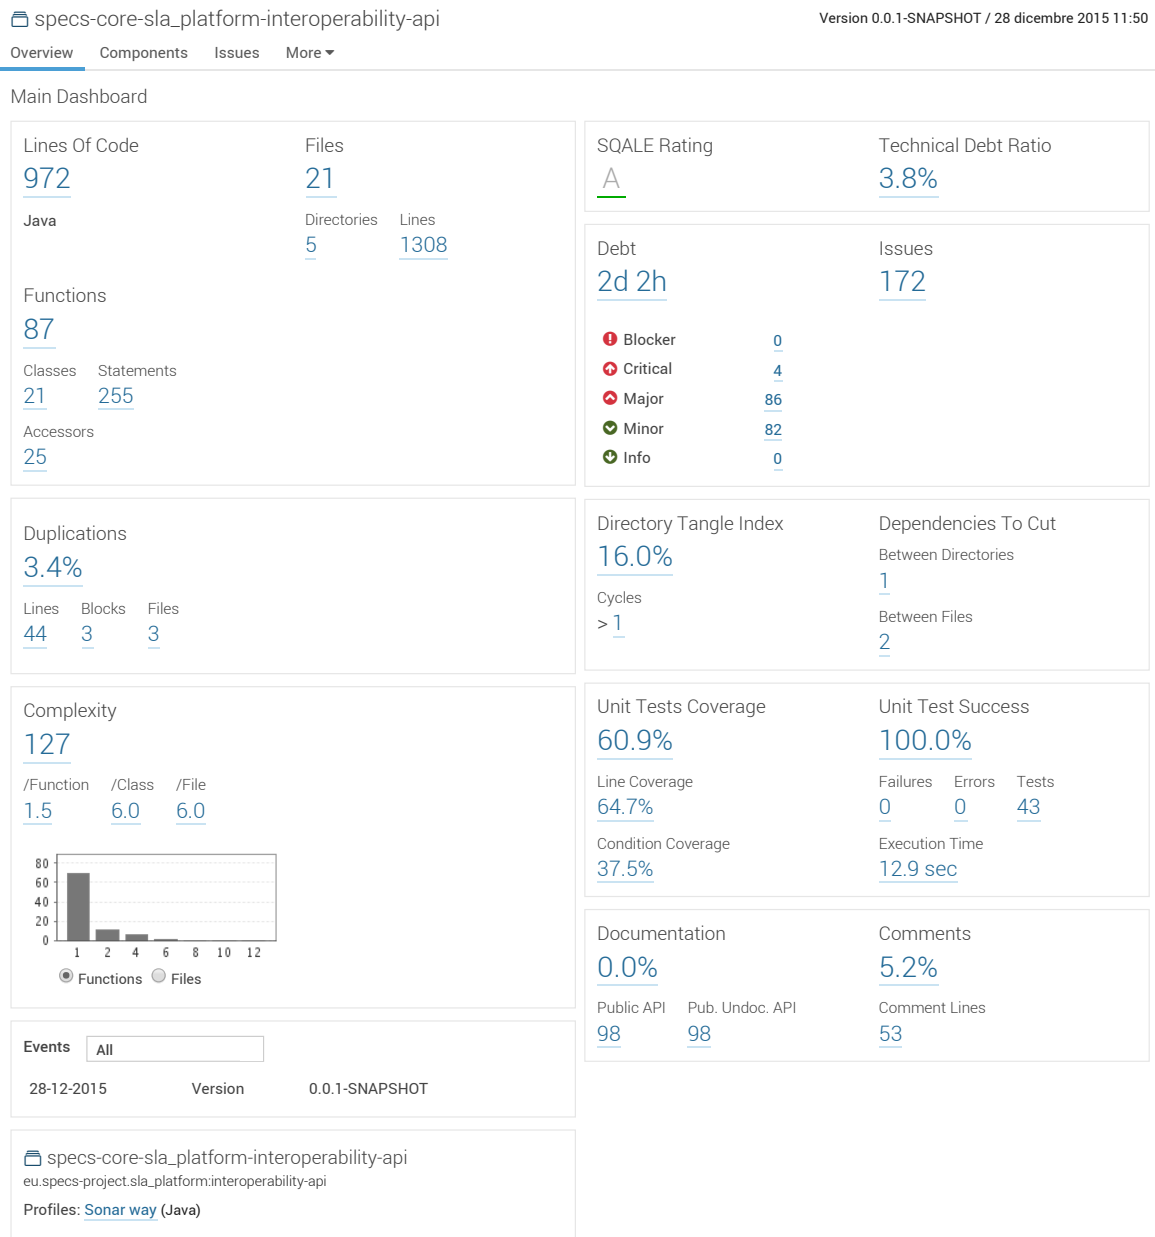 specs-core-sla_platform-interoperability-api
Version 0.0.1-SNAPSHOT / 28 dicembre 2015 11:50
Overview Components Issues More
Main Dashboard
Lines Of Code Files
972 21
Java
Directories Lines
5 1308
Functions
87
Classes Statements
21 255
Accessors
25
Duplications
3.4%
Lines Blocks Files
44 3 3
Complexity
127
/Function /Class /File
1.5 6.0 6.0
80
60
40
20
0
1 2 4 6 8 10 12
Functions Files
Events All
28-12-2015 Version 0.0.1-SNAPSHOT
specs-core-sla_platform-interoperability-api
eu.specs-project.sla_platform:interoperability-api
Profiles: Sonar way (Java)
SQALE Rating Technical Debt Ratio
A 3.8%
Debt Issues
2d 2h 172
Blocker 0
Critical 4
Major 86
Minor 82
Info 0
Directory Tangle Index Dependencies To Cut
16.0%
Between Directories
1
Cycles
> 1
Between Files
2
Unit Tests Coverage Unit Test Success
60.9% 100.0%
Line Coverage Failures Errors Tests
64.7% 0 0 43
Condition Coverage Execution Time
37.5% 12.9 sec
Documentation Comments
0.0% 5.2%
Public API Pub. Undoc. API Comment Lines
98 98 53